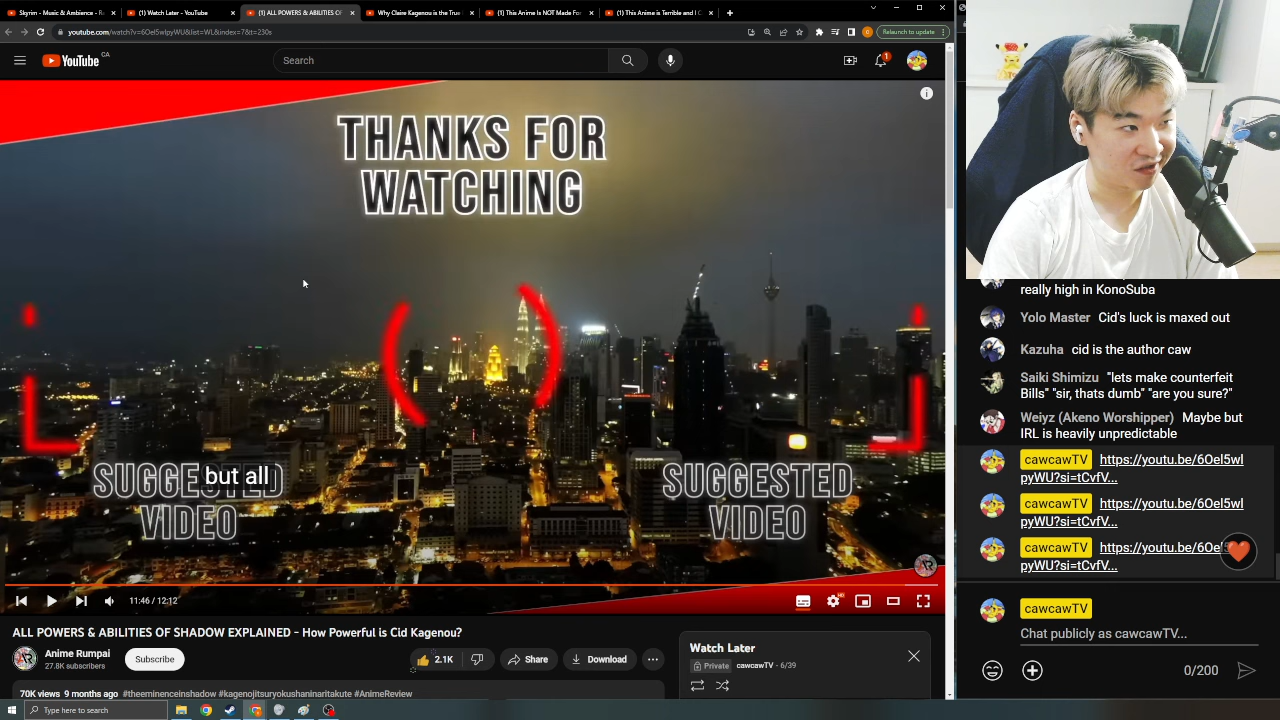 Sigrim - Music & Ambience - R
(1) Watch Later - YouTube
(1) ALL POWERS & ABILITIES OF
Why Claire Kagenou is the True
(1) This Anime Is NOT Made Fo
(1) This Anime is Terrible and I C
youtube.com/watch?v=6Oel5wlpyWU&list=WL&index=7&t=230s
Relaunch to update
YouTube CA
Search
1
THANKS FOR
WATCHING
SUGGESTED
VIDEO
but all
SUGGESTED
VIDEO
AR
11:46 / 12:12
HD
ALL POWERS & ABILITIES OF SHADOW EXPLAINED - How Powerful is Cid Kagenou?
Anime Rumpai
27.8K subscribers
Subscribe
2.1K
Share
Download
70K views 9 months ago #theeminenceinshadow #kagenojitsuryokushaninaritakute #AnimeReview
Watch Later
Private cawcawTV - 6/39
really high in KonoSuba
Yolo Master Cid's luck is maxed out
Kazuha cid is the author caw
Saiki Shimizu "lets make counterfeit
Bills" "sir, thats dumb" "are you sure?"
Weiyz (Akeno Worshipper) Maybe but
IRL is heavily unpredictable
cawcawTV https://youtu.be/6Oel5wl
pyWU?si=tCvfV...
cawcawTV https://youtu.be/6Oel5wl
pyWU?si=tCvfV...
cawcawTV https://youtu.be/6Oe
pyWU?si=tCvfV...
cawcawTV
Chat publicly as cawcawTV...
0/200
Type here to search